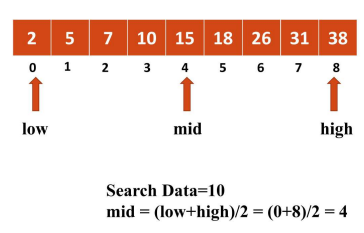 2 5 7 10 15 18 26 31 38
0 1 2 3 4 5 6 7 8
low mid high
Search Data=10
mid = (low+high)/2 = (0+8)/2 = 4